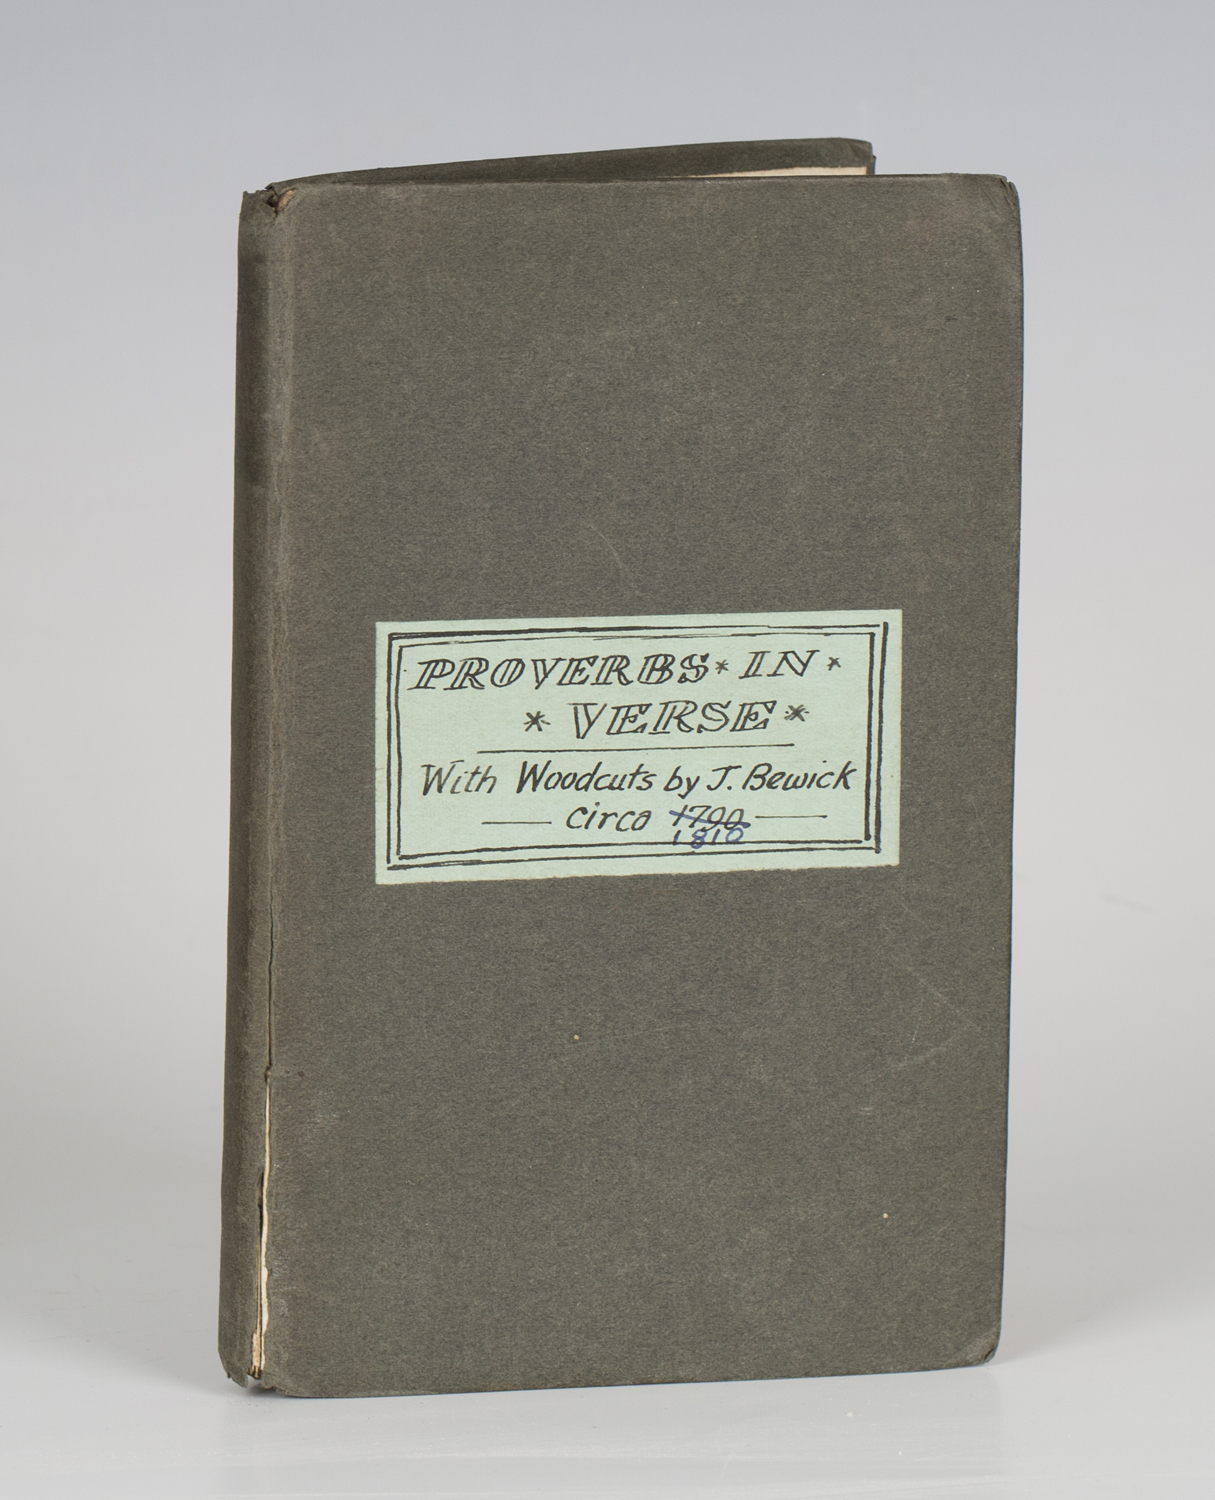 PROVERBS * IN *
* VERSE *
With Woodcuts by J. Bewick
circa 1790
1810